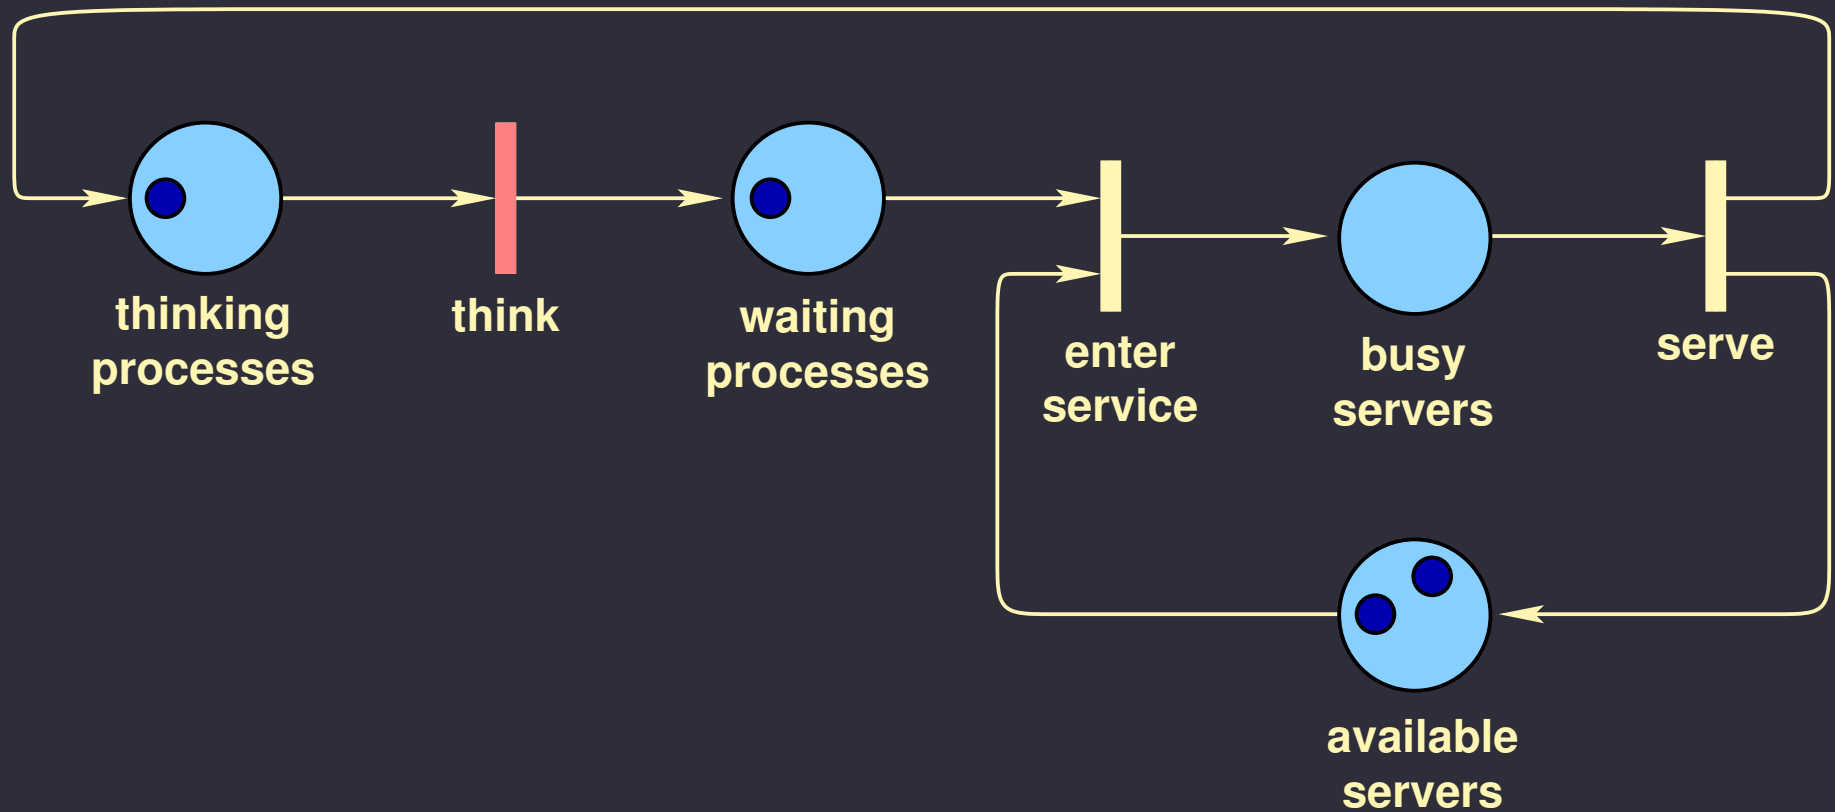 thinking
processes
think
waiting
processes
enter
service
busy
servers
serve
available
servers